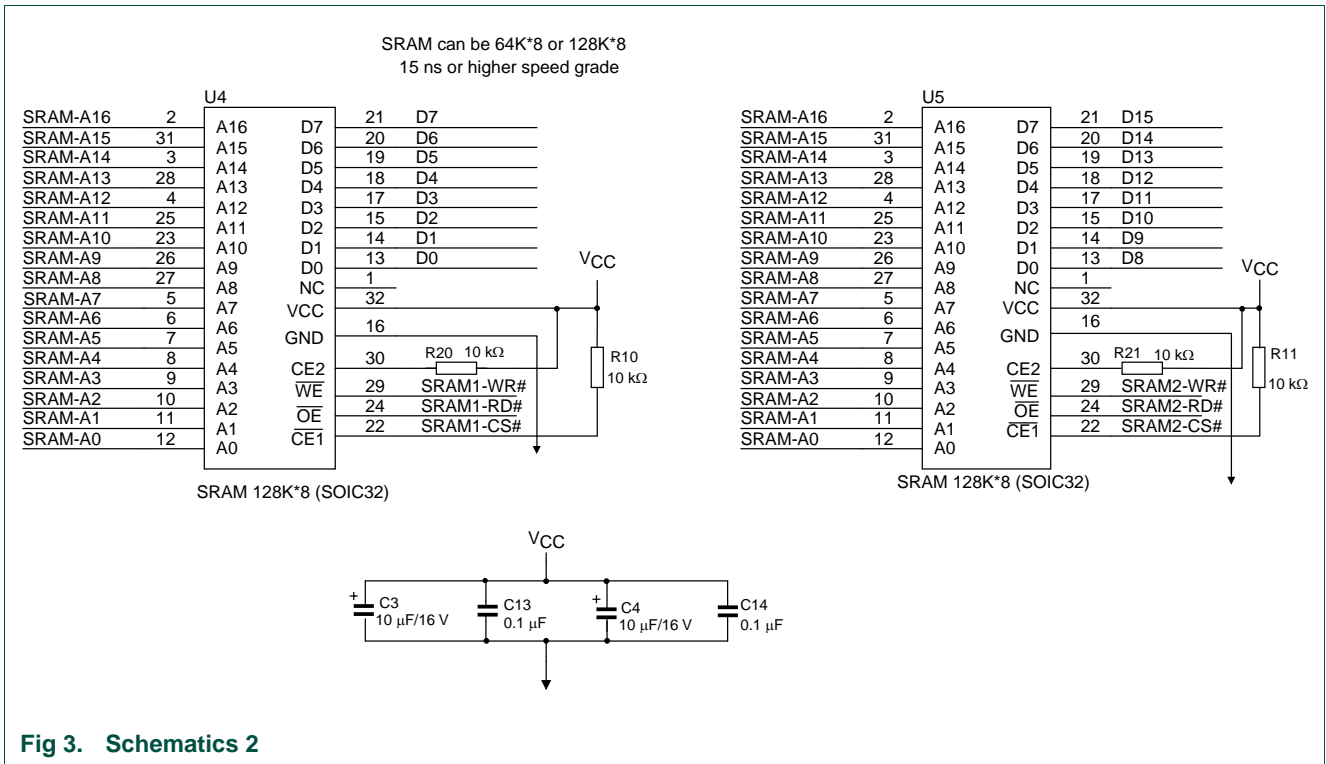 SRAM can be 64K*8 or 128K*8
15 ns or higher speed grade
U4
SRAM-A16 2 A16 D7 21 D7
SRAM-A15 31 A15 D6 20 D6
SRAM-A14 3 A14 D5 19 D5
SRAM-A13 28 A13 D4 18 D4
SRAM-A12 4 A12 D3 17 D3
SRAM-A11 25 A11 D2 15 D2
SRAM-A10 23 A10 D1 14 D1
SRAM-A9 26 A9 D0 13 D0
SRAM-A8 27 A8 NC 1
SRAM-A7 5 A7 VCC 32
SRAM-A6 6 A6 GND 16
SRAM-A5 7 A5
SRAM-A4 8 A4 CE2 30 R20 10 kΩ
SRAM-A3 9 A3 WE 29 SRAM1-WR#
SRAM-A2 10 A2 OE 24 SRAM1-RD#
SRAM-A1 11 A1 CE1 22 SRAM1-CS#
SRAM-A0 12 A0
VCC
R10
10 kΩ
SRAM 128K*8 (SOIC32)
U5
SRAM-A16 2 A16 D7 21 D15
SRAM-A15 31 A15 D6 20 D14
SRAM-A14 3 A14 D5 19 D13
SRAM-A13 28 A13 D4 18 D12
SRAM-A12 4 A12 D3 17 D11
SRAM-A11 25 A11 D2 15 D10
SRAM-A10 23 A10 D1 14 D9
SRAM-A9 26 A9 D0 13 D8
SRAM-A8 27 A8 NC 1
SRAM-A7 5 A7 VCC 32
SRAM-A6 6 A6 GND 16
SRAM-A5 7 A5
SRAM-A4 8 A4 CE2 30 R21 10 kΩ
SRAM-A3 9 A3 WE 29 SRAM2-WR#
SRAM-A2 10 A2 OE 24 SRAM2-RD#
SRAM-A1 11 A1 CE1 22 SRAM2-CS#
SRAM-A0 12 A0
VCC
R11
10 kΩ
SRAM 128K*8 (SOIC32)
VCC
+ C3
10 μF/16 V
C13
0.1 μF
+ C4
10 μF/16 V
C14
0.1 μF
Fig 3. Schematics 2